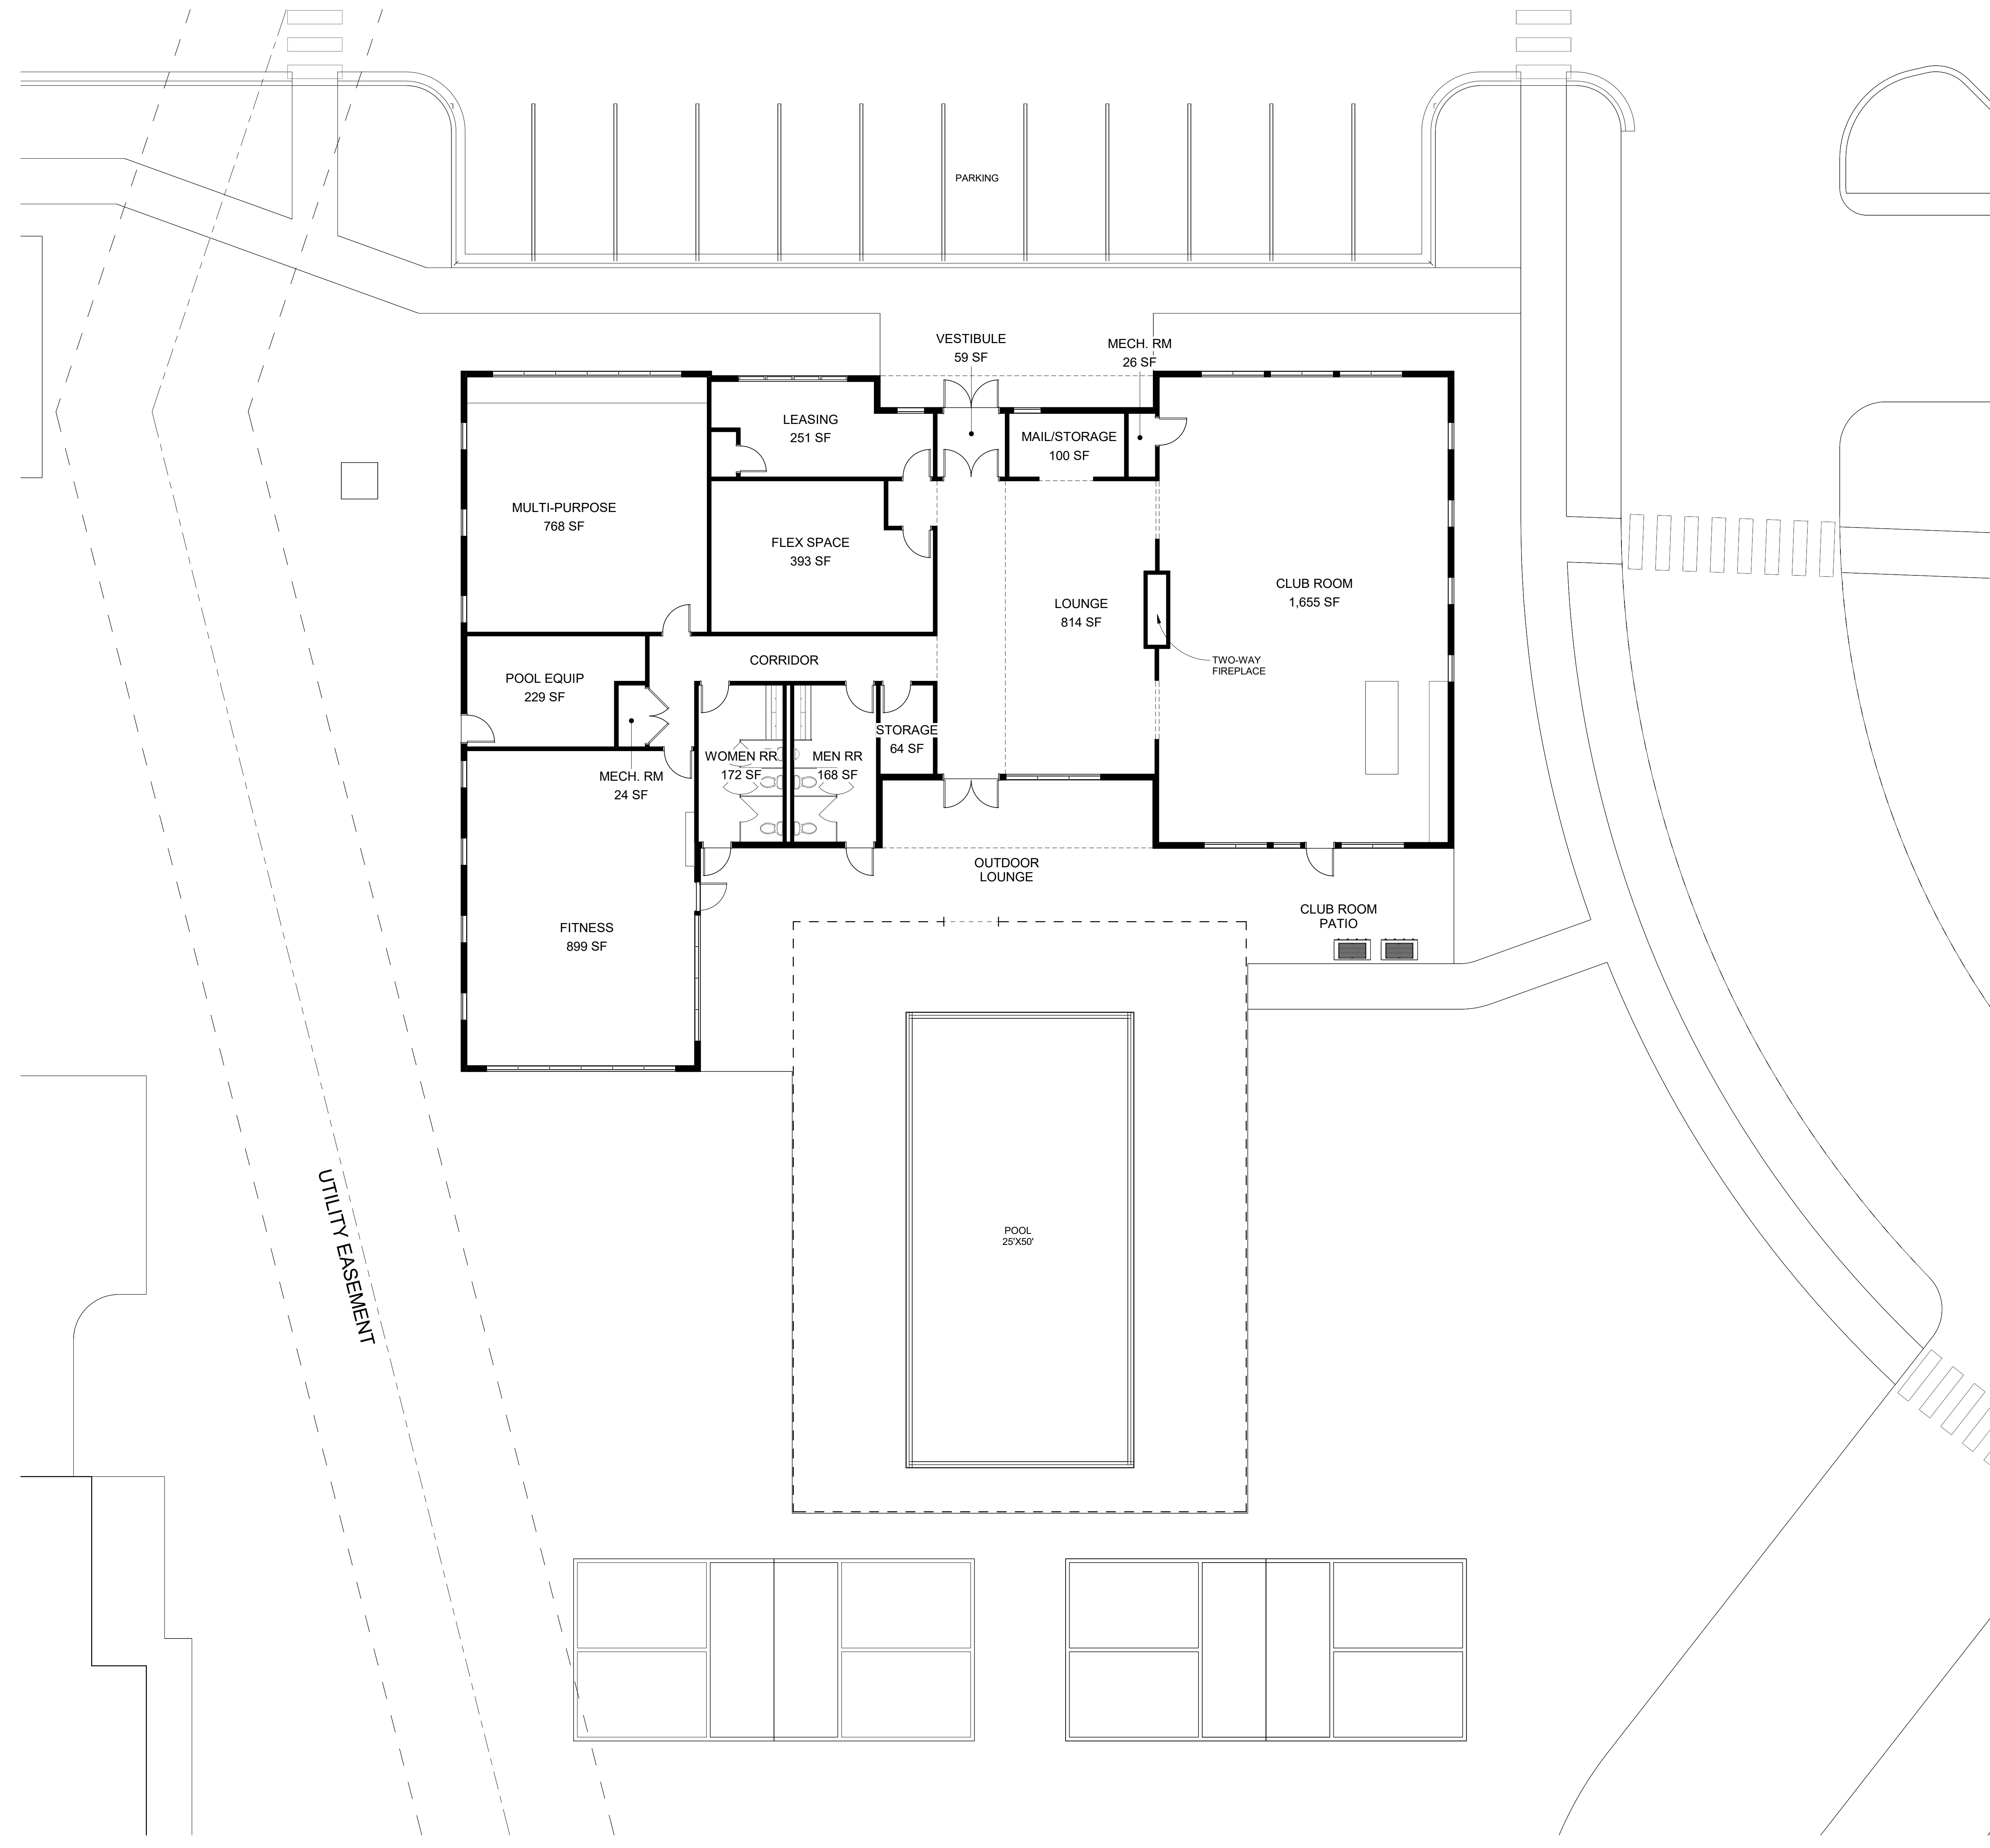 PARKING
VESTIBULE
59 SF
MECH. RM
26 SF
LEASING
251 SF
MAIL/STORAGE
100 SF
MULTI-PURPOSE
768 SF
FLEX SPACE
393 SF
CLUB ROOM
1,655 SF
LOUNGE
814 SF
CORRIDOR
TWO-WAY
FIREPLACE
POOL EQUIP
229 SF
STORAGE
64 SF
WOMEN RR
172 SF
MEN RR
168 SF
MECH. RM
24 SF
OUTDOOR
LOUNGE
CLUB ROOM
PATIO
FITNESS
899 SF
POOL
25'X50'
UTILITY EASEMENT